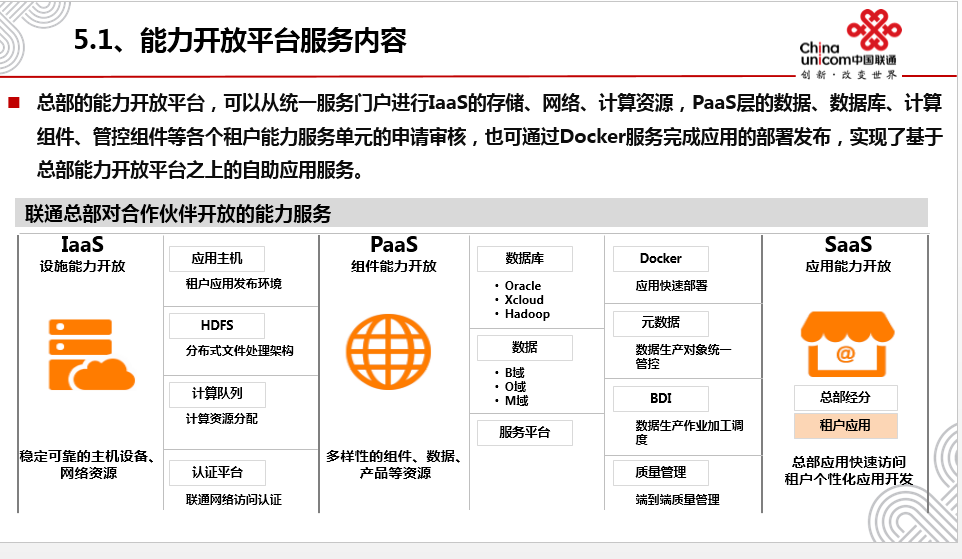 5.1、能力开放平台服务内容
China
unicom中国联通
创新·改变世界
总部的能力开放平台，可以从统一服务门户进行IaaS的存储、网络、计算资源，PaaS层的数据、数据库、计算
组件、管控组件等各个租户能力服务单元的申请审核，也可通过Docker服务完成应用的部署发布，实现了基于
总部能力开放平台之上的自助应用服务。
联通总部对合作伙伴开放的能力服务
IaaS
设施能力开放
稳定可靠的主机设备、
网络资源
应用主机
租户应用发布环境
HDFS
分布式文件处理架构
计算队列
计算资源分配
认证平台
联通网络访问认证
PaaS
组件能力开放
多样性的组件、数据、
产品等资源
数据库
• Oracle
• Xcloud
• Hadoop
数据
• B域
• O域
• M域
服务平台
Docker
应用快速部署
元数据
数据生产对象统一
管控
BDI
数据生产作业加工调
度
质量管理
端到端质量管理
SaaS
应用能力开放
@
总部经分
租户应用
总部应用快速访问
租户个性化应用开发